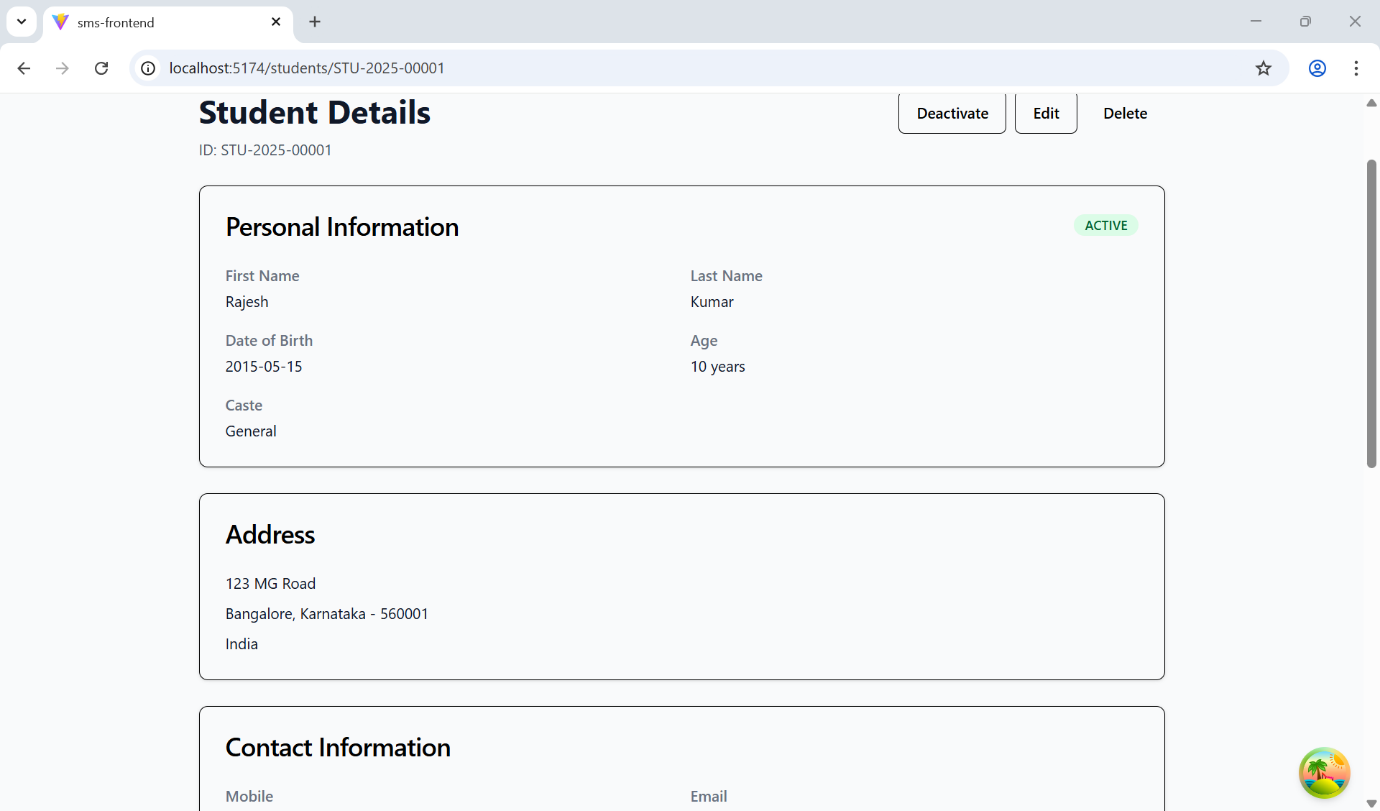 sms-frontend
localhost:5174/students/STU-2025-00001
Student Details
Deactivate Edit Delete
ID: STU-2025-00001
Personal Information ACTIVE
First Name Last Name
Rajesh Kumar
Date of Birth Age
2015-05-15 10 years
Caste
General
Address
123 MG Road
Bangalore, Karnataka - 560001
India
Contact Information
Mobile Email